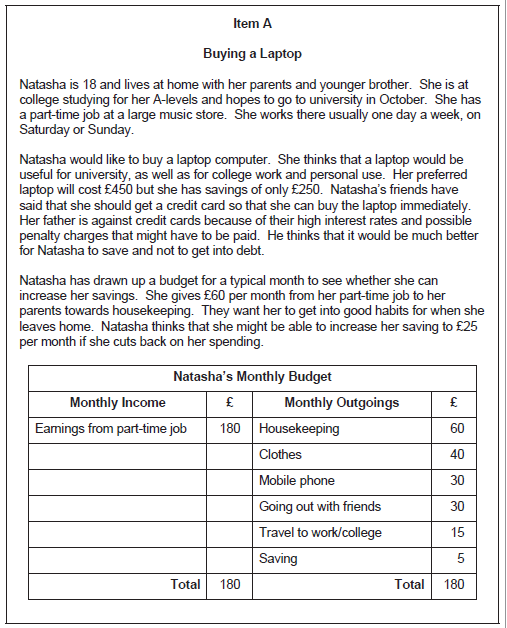 Item A
Buying a Laptop
Natasha is 18 and lives at home with her parents and younger brother.  She is at
college studying for her A-levels and hopes to go to university in October.  She has
a part-time job at a large music store.  She works there usually one day a week, on
Saturday or Sunday.
Natasha would like to buy a laptop computer.  She thinks that a laptop would be
useful for university, as well as for college work and personal use.  Her preferred
laptop will cost £450 but she has savings of only £250.  Natasha's friends have
said that she should get a credit card so that she can buy the laptop immediately.
Her father is against credit cards because of their high interest rates and possible
penalty charges that might have to be paid.  He thinks that it would be much better
for Natasha to save and not to get into debt.
Natasha has drawn up a budget for a typical month to see whether she can
increase her savings.  She gives £60 per month from her part-time job to her
parents towards housekeeping.  They want her to get into good habits for when she
leaves home.  Natasha thinks that she might be able to increase her saving to £25
per month if she cuts back on her spending.
Natasha's Monthly Budget
Monthly Income £ Monthly Outgoings £
Earnings from part-time job 180 Housekeeping 60
Clothes 40
Mobile phone 30
Going out with friends 30
Travel to work/college 15
Saving 5
Total 180 Total 180